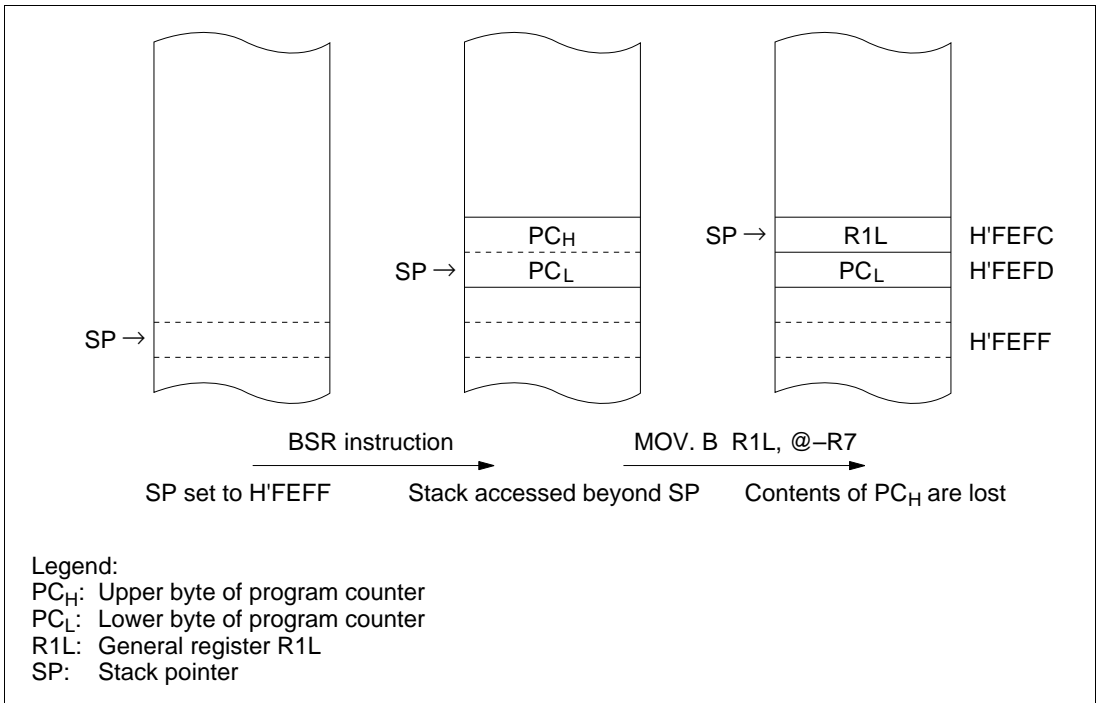 PCH
SP → R1L H'FEFC
SP → PCL PCL H'FEFD
SP → H'FEFF
BSR instruction MOV. B R1L, @–R7
SP set to H'FEFF Stack accessed beyond SP Contents of PCH are lost
Legend:
PCH: Upper byte of program counter
PCL: Lower byte of program counter
R1L: General register R1L
SP: Stack pointer